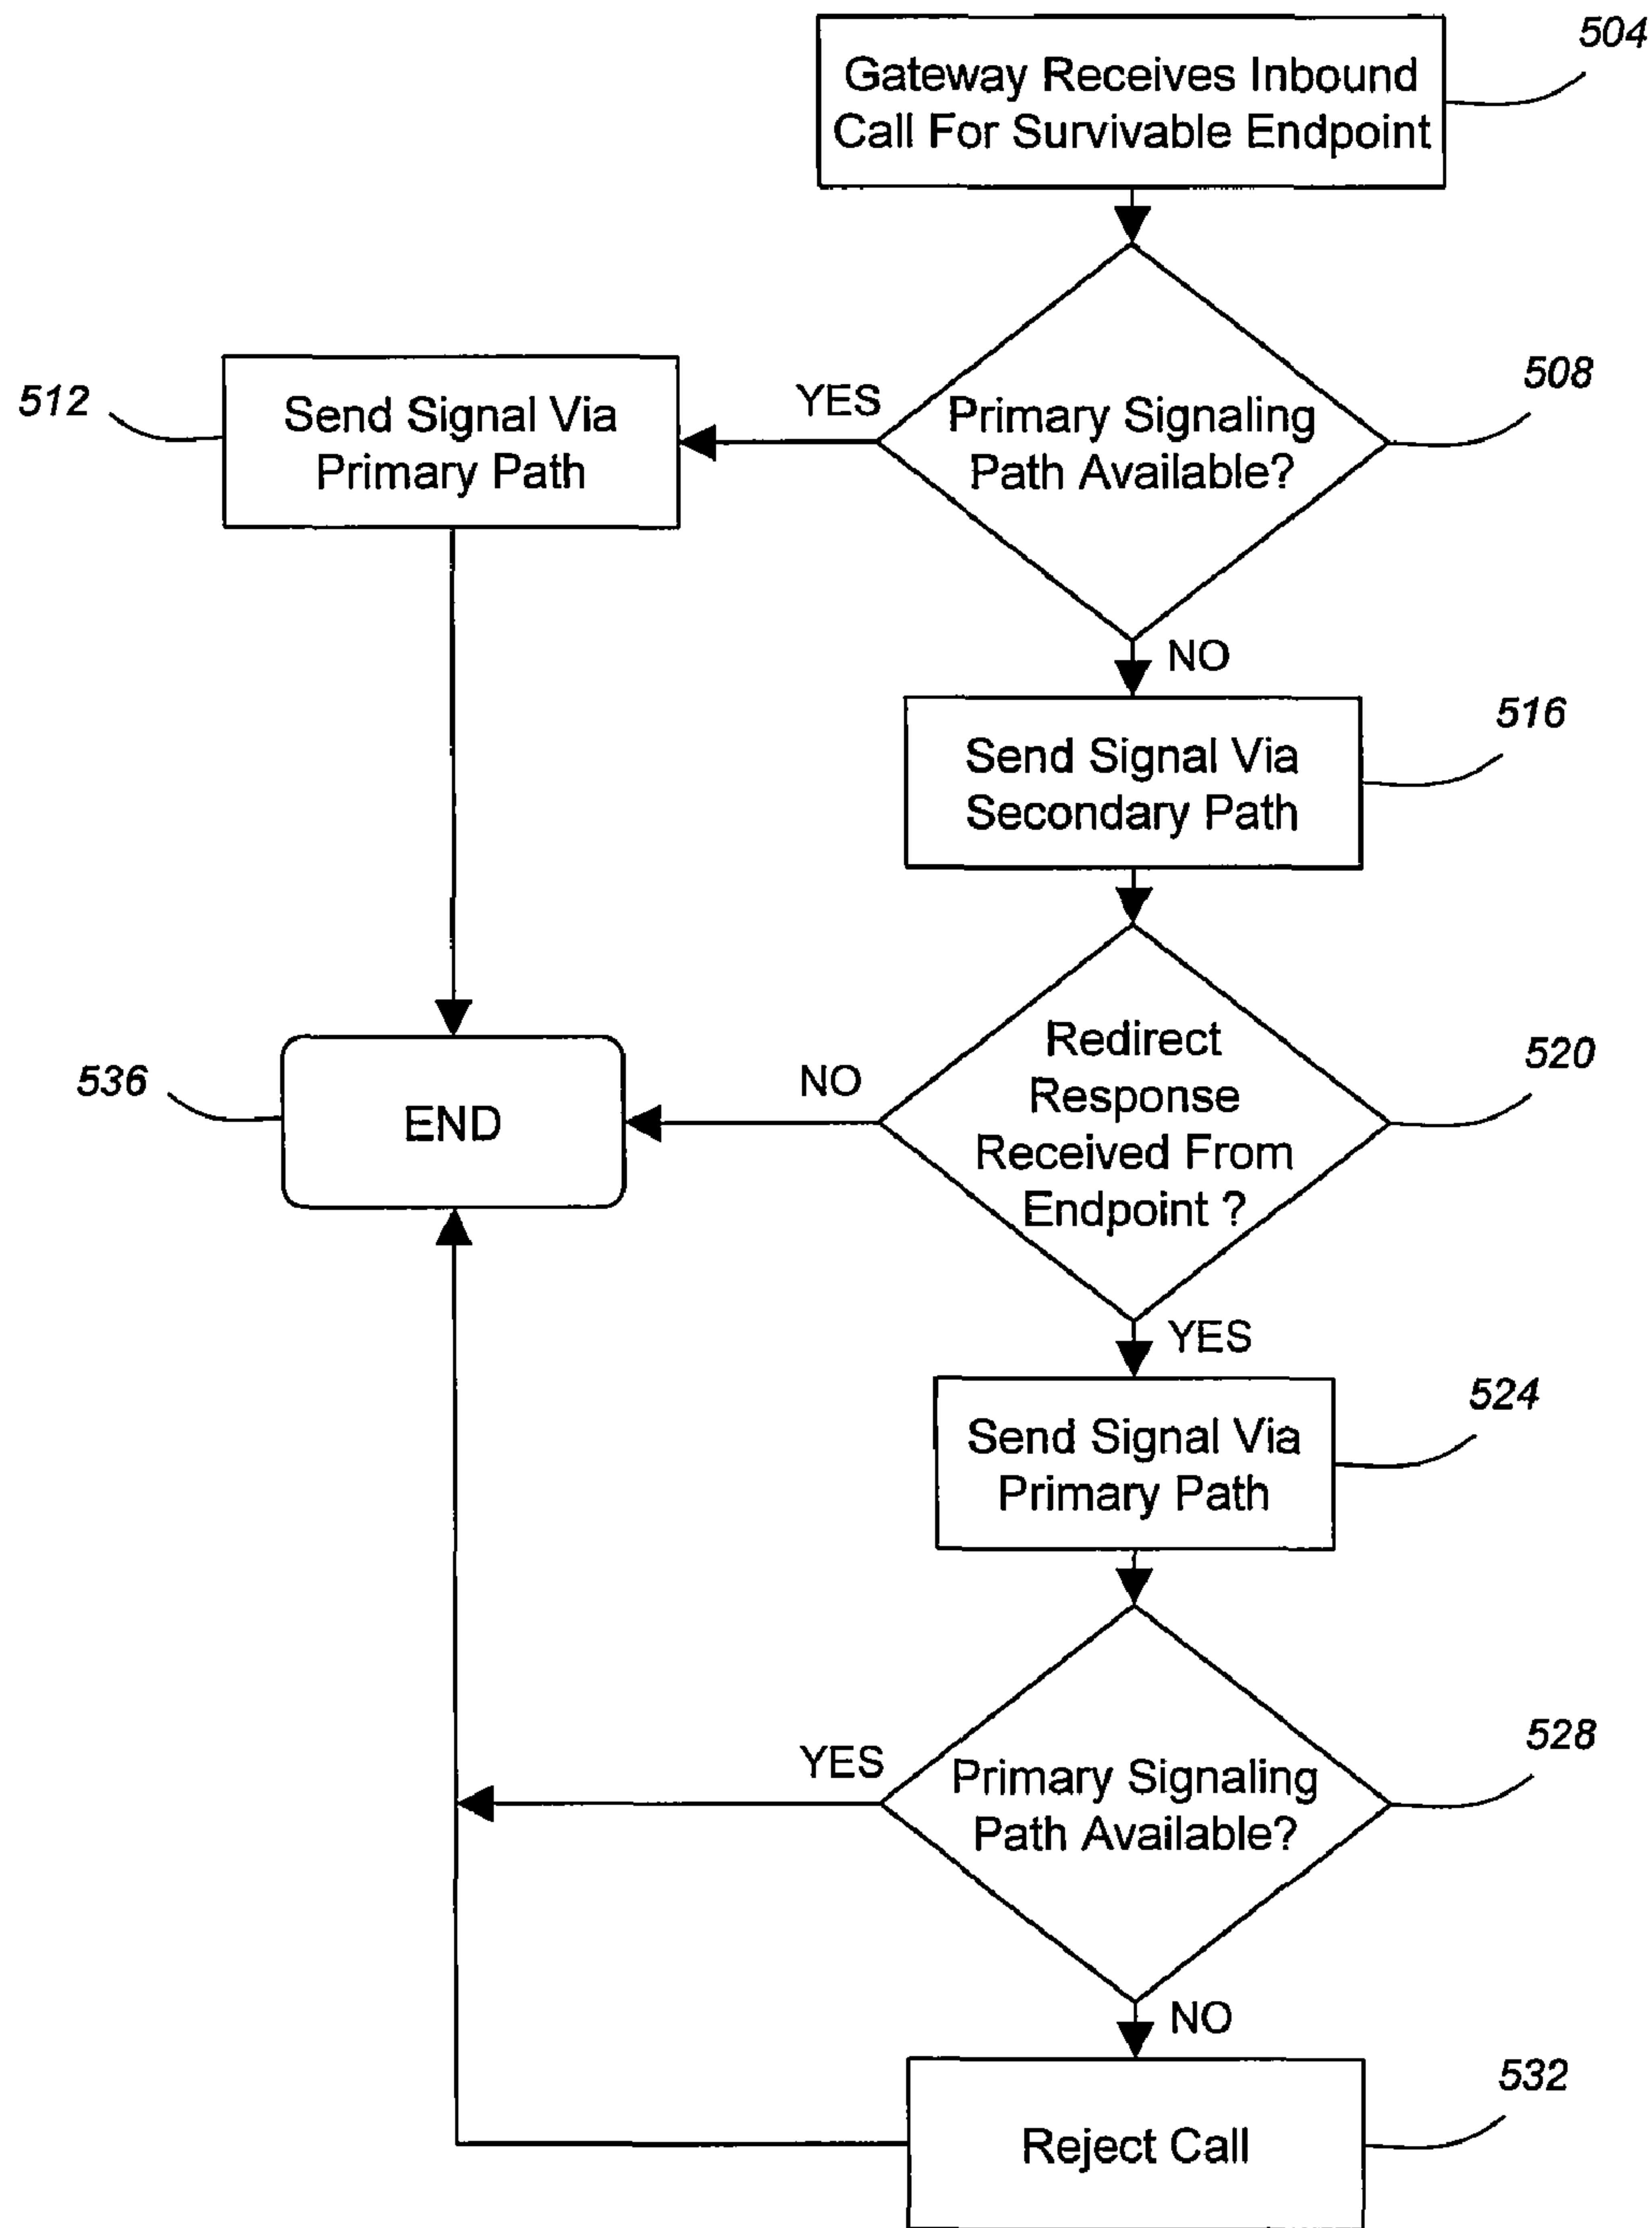 504
Gateway Receives Inbound
Call For Survivable Endpoint
508
YES
Primary Signaling
Path Available?
512
Send Signal Via
Primary Path
NO
516
Send Signal Via
Secondary Path
520
Redirect
Response
Received From
Endpoint ?
NO
536
END
YES
524
Send Signal Via
Primary Path
528
YES
Primary Signaling
Path Available?
NO
532
Reject Call